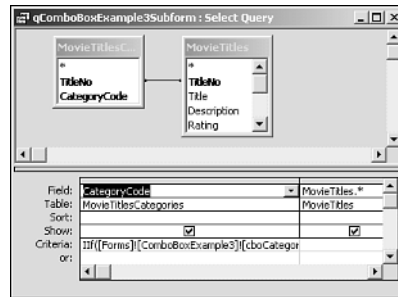 qComboBoxExample3Subform : Select Query
MovieTitlesC...
*
TitleNo
CategoryCode
MovieTitles
*
TitleNo
Title
Description
Rating
Field: CategoryCode MovieTitles.*
Table: MovieTitlesCategories MovieTitles
Sort:
Show:
Criteria: IIf([Forms]![ComboBoxExample3]![cboCategor
or: